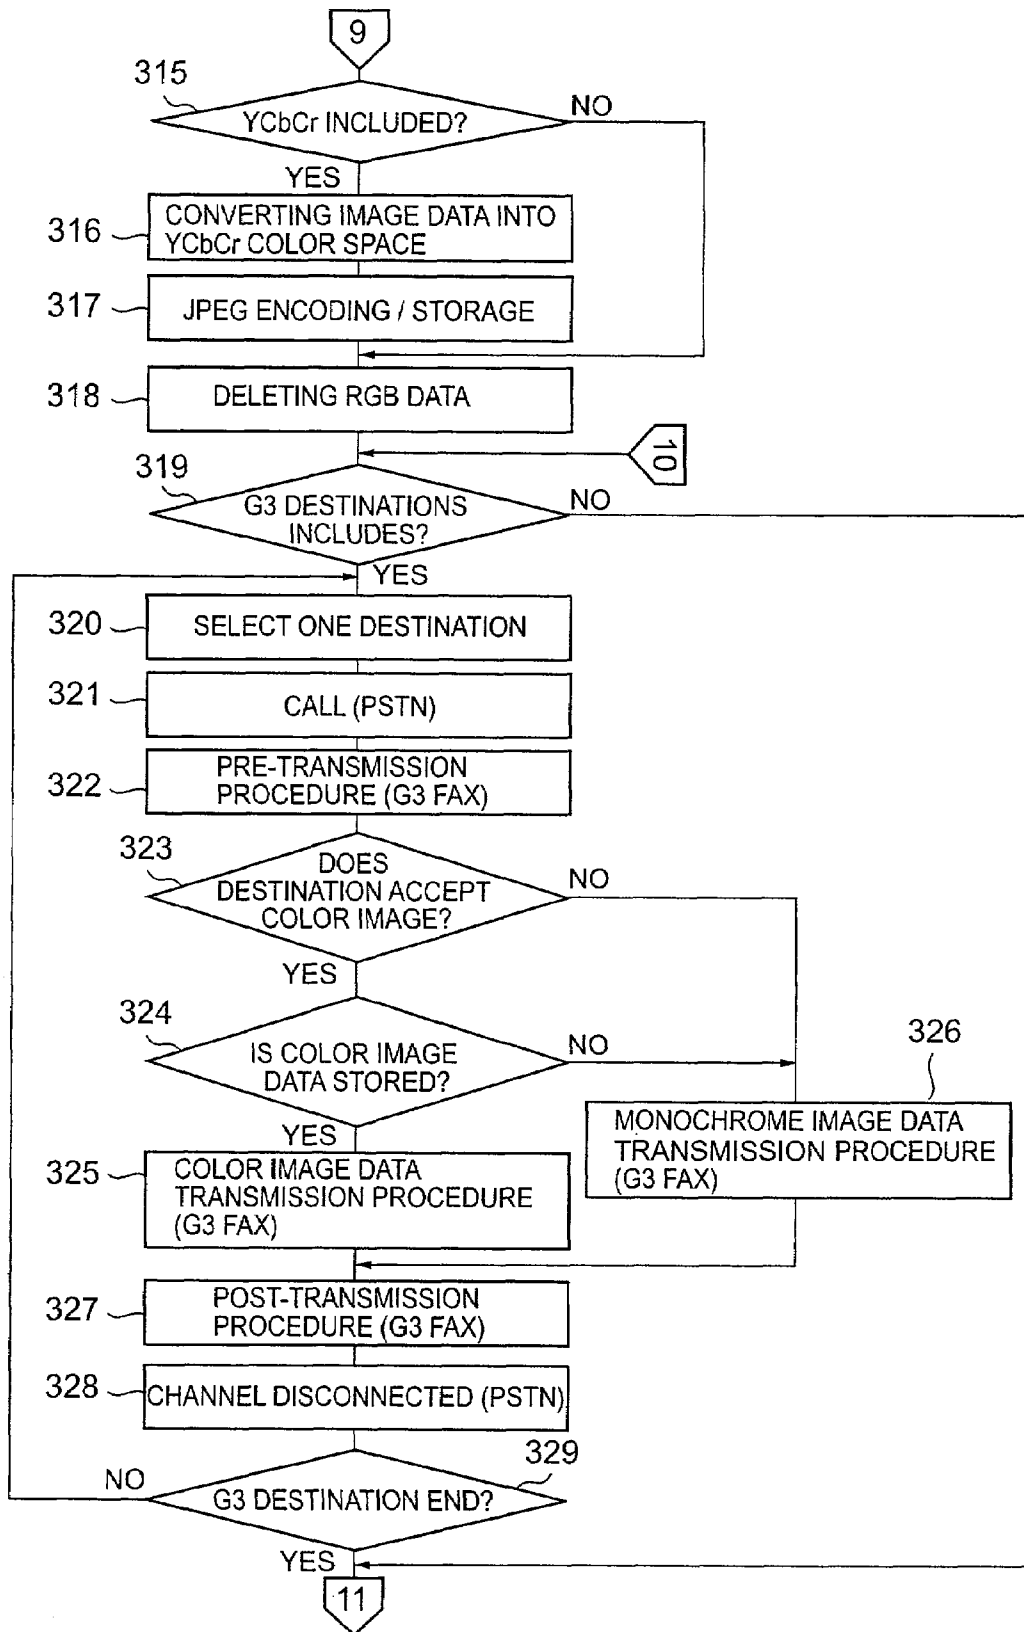 9
315
YCbCr INCLUDED?
NO
YES
316
CONVERTING IMAGE DATA INTO
YCbCr COLOR SPACE
317
JPEG ENCODING / STORAGE
318
DELETING RGB DATA
10
319
G3 DESTINATIONS
INCLUDES?
NO
YES
320
SELECT ONE DESTINATION
321
CALL (PSTN)
322
PRE-TRANSMISSION
PROCEDURE (G3 FAX)
323
DOES
DESTINATION ACCEPT
COLOR IMAGE?
NO
YES
324
IS COLOR IMAGE
DATA STORED?
NO
YES
326
MONOCHROME IMAGE DATA
TRANSMISSION PROCEDURE
(G3 FAX)
325
COLOR IMAGE DATA
TRANSMISSION PROCEDURE
(G3 FAX)
327
POST-TRANSMISSION
PROCEDURE (G3 FAX)
328
CHANNEL DISCONNECTED (PSTN)
329
G3 DESTINATION END?
NO
YES
11